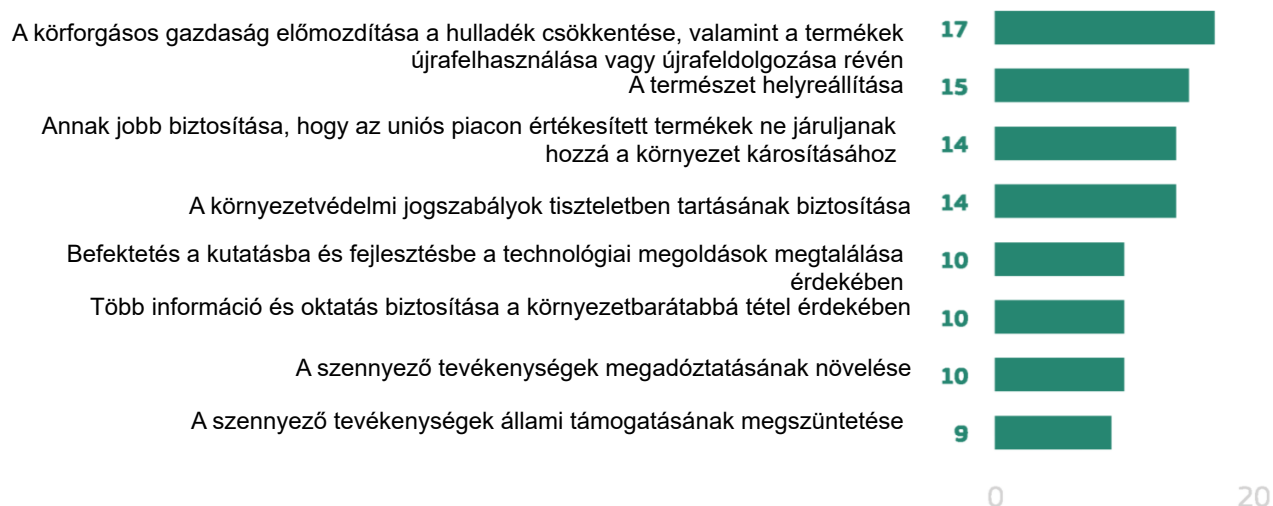 A körforgásos gazdaság előmozdítása a hulladék csökkentése, valamint a termékek
újrafelhasználása vagy újrafeldolgozása révén
17
A természet helyreállítása
15
Annak jobb biztosítása, hogy az uniós piacon értékesített termékek ne járuljanak
hozzá a környezet károsításához
14
A környezetvédelmi jogszabályok tiszteletben tartásának biztosítása
14
Befektetés a kutatásba és fejlesztésbe a technológiai megoldások megtalálása
érdekében
10
Több információ és oktatás biztosítása a környezetbarátabbá tétel érdekében
10
A szennyező tevékenységek megadóztatásának növelése
10
A szennyező tevékenységek állami támogatásának megszüntetése
9
0
20